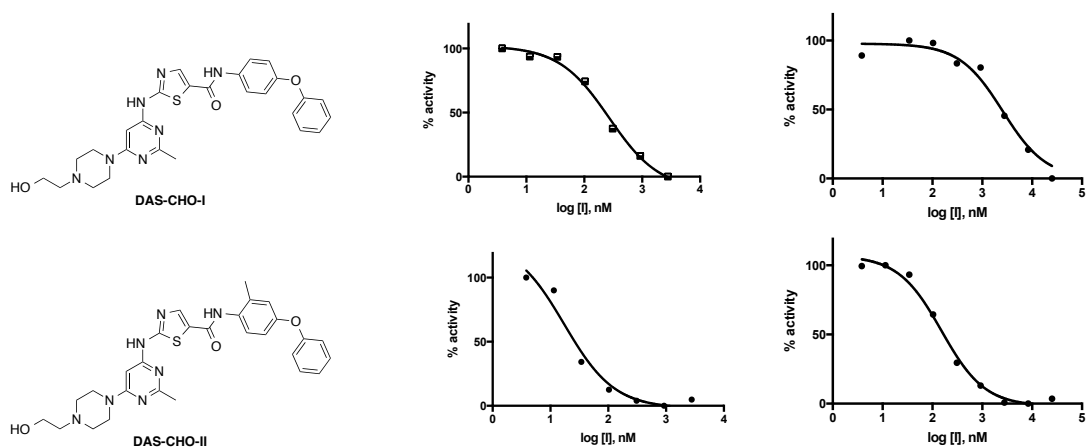 N
S
HN
O
H
N
O
HN
N
N
N
N
HO
DAS-CHO-I
% activity
100
50
0
0 1 2 3 4
log [I], nM
% activity
100
50
0
0 1 2 3 4 5
log [I], nM
N
S
HN
O
H
N
O
HN
N
N
N
N
HO
DAS-CHO-II
% activity
100
50
0
0 1 2 3 4
log [I], nM
% activity
100
50
0
0 1 2 3 4 5
log [I], nM